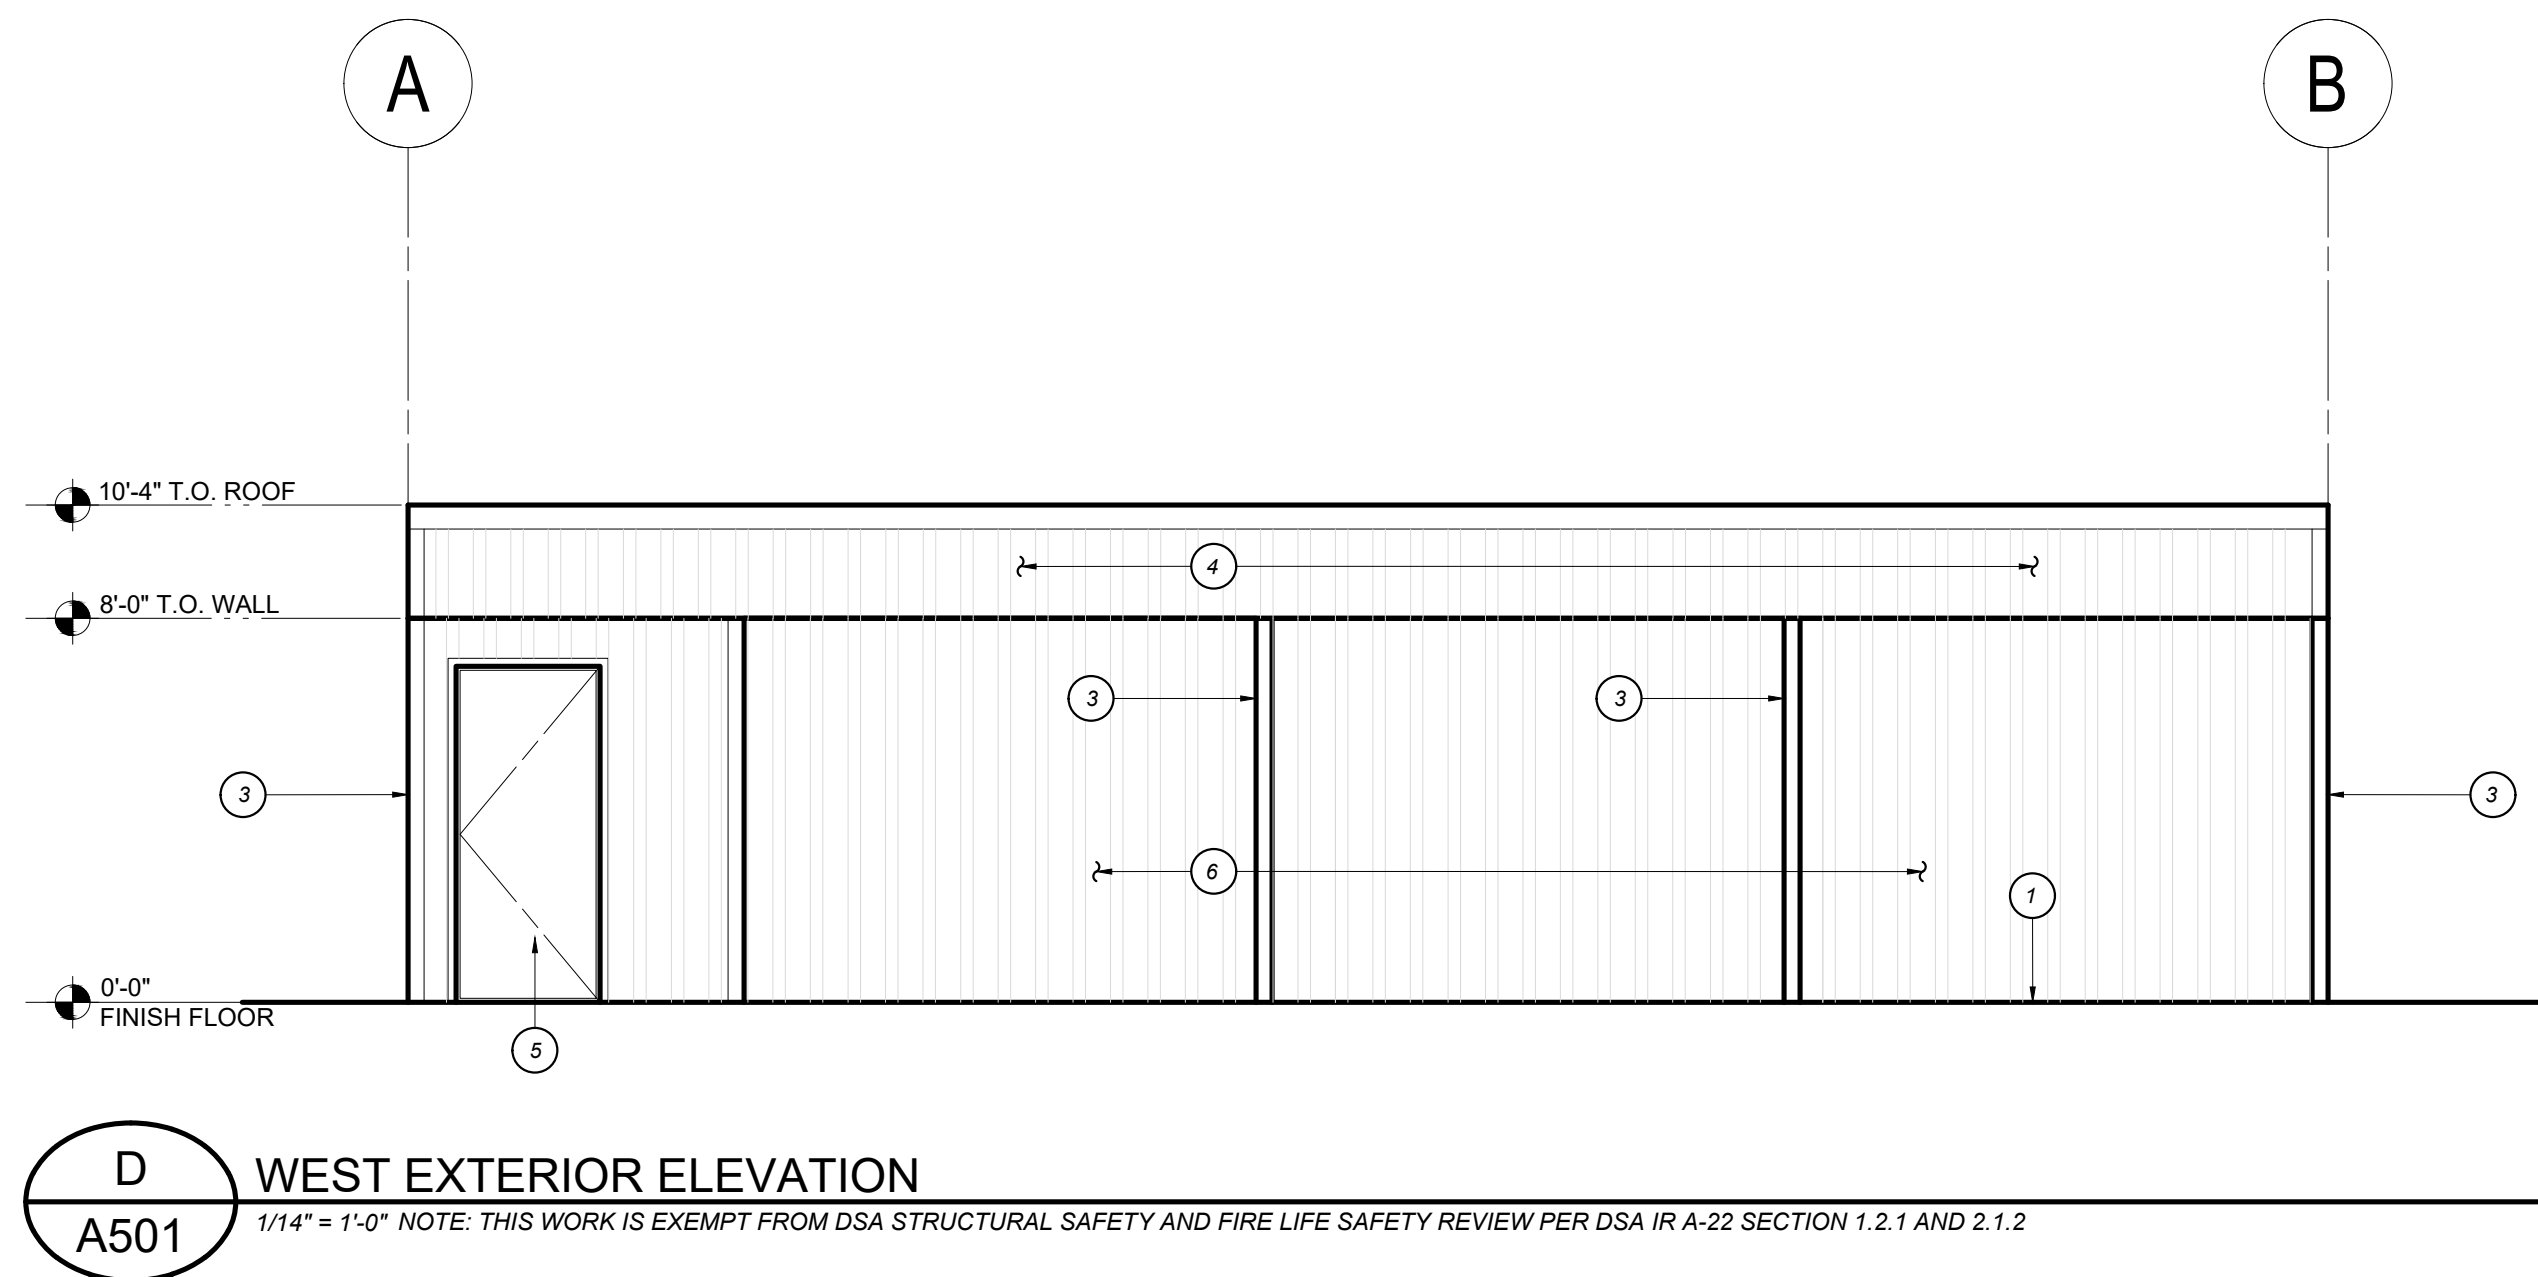 A
B
10'-4" T.O. ROOF
4
8'-0" T.O. WALL
3
3
3
3
6
1
0'-0"
FINISH FLOOR
5
D
WEST EXTERIOR ELEVATION
A501
1/14" = 1'-0" NOTE: THIS WORK IS EXEMPT FROM DSA STRUCTURAL SAFETY AND FIRE LIFE SAFETY REVIEW PER DSA IR A-22 SECTION 1.2.1 AND 2.1.2